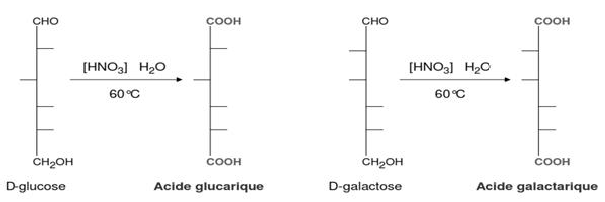 CHO COOH CHO COOH
[HNO₃] H₂O [HNO₃] H₂O
60°C 60°C
CH₂OH COOH CH₂OH COOH
D-glucose Acide glucarique D-galactose Acide galactarique